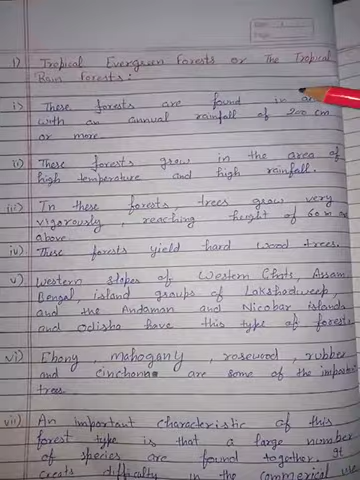 1) Tropical Evergreen Forests or The Tropical
Rain Forests:
i) These forests are found in
with an annual rainfall of 200 cm
or more
ii) These forests grow in the area of
high temperature and high rainfall.
iii) In these forests, trees grow very
vigorously, reaching height of 60 m
above
iv) These forests yield hard wood trees.
v) Western slopes of Western Ghats, Assam
Bengal, island groups of Lakshadweep,
and the Andaman and Nicobar islands
and Odisha have this type of forest
vi) Ebony, mahogany, rosewood, rubber
and cinchona are some of the important
trees
vii) An important characteristic of this
forest type is that a large number
of species are found together. It
creats difficulty in the commerical use